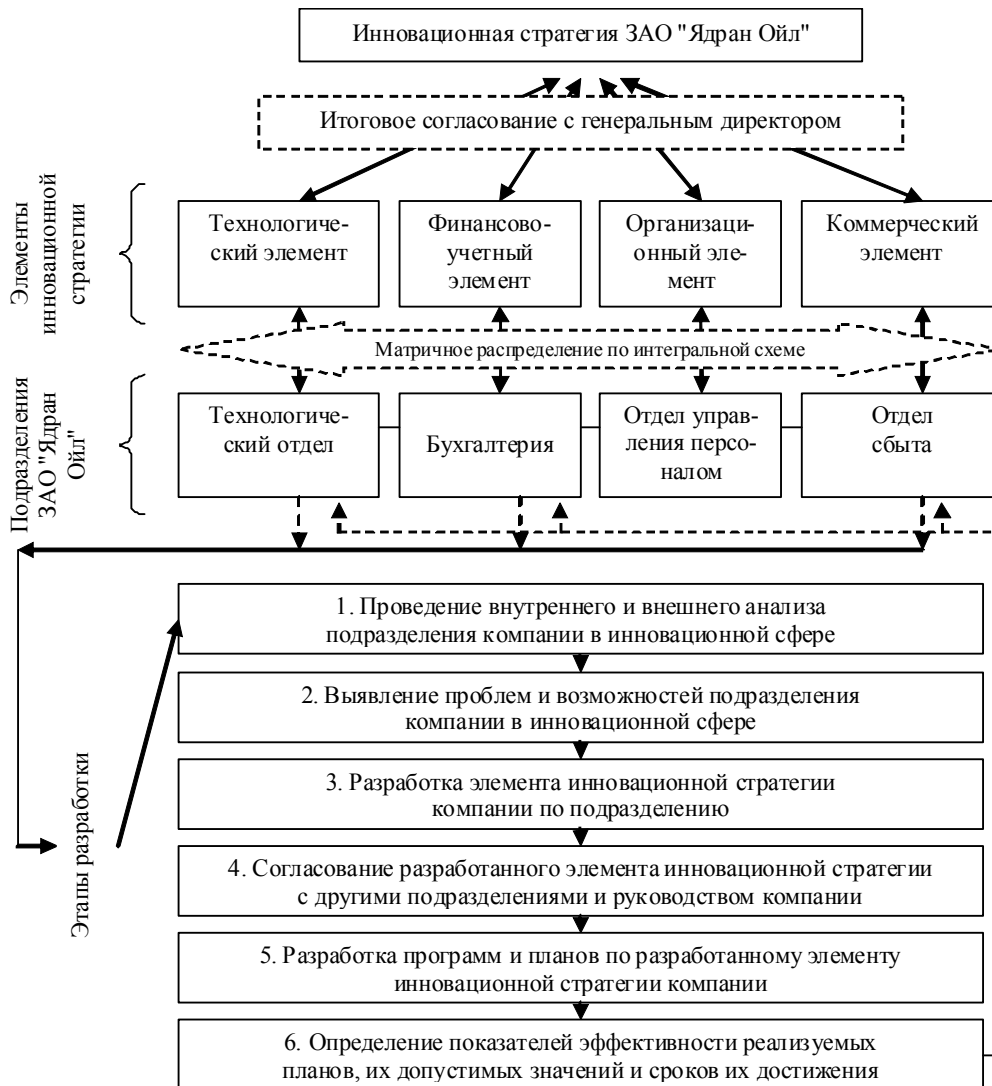 Инновационная стратегия ЗАО "Ядран Ойл"
Итоговое согласование с генеральным директором
Элементы
инновационной
стратегии
Технологиче-
ский элемент
Финансово-
учетный
элемент
Организаци-
онный эле-
мент
Коммерческий
элемент
Матричное распределение по интегральной схеме
Подразделения
ЗАО "Ядран
Ойл"
Технологиче-
ский отдел
Бухгалтерия
Отдел управ-
ления персо-
налом
Отдел
сбыта
Этапы разработки
1. Проведение внутреннего и внешнего анализа
подразделения компании в инновационной сфере
2. Выявление проблем и возможностей подразделения
компании в инновационной сфере
3. Разработка элемента инновационной стратегии
компании по подразделению
4. Согласование разработанного элемента инновационной стратегии
с другими подразделениями и руководством компании
5. Разработка программ и планов по разработанному элементу
инновационной стратегии компании
6. Определение показателей эффективности реализуемых
планов, их допустимых значений и сроков их достижения